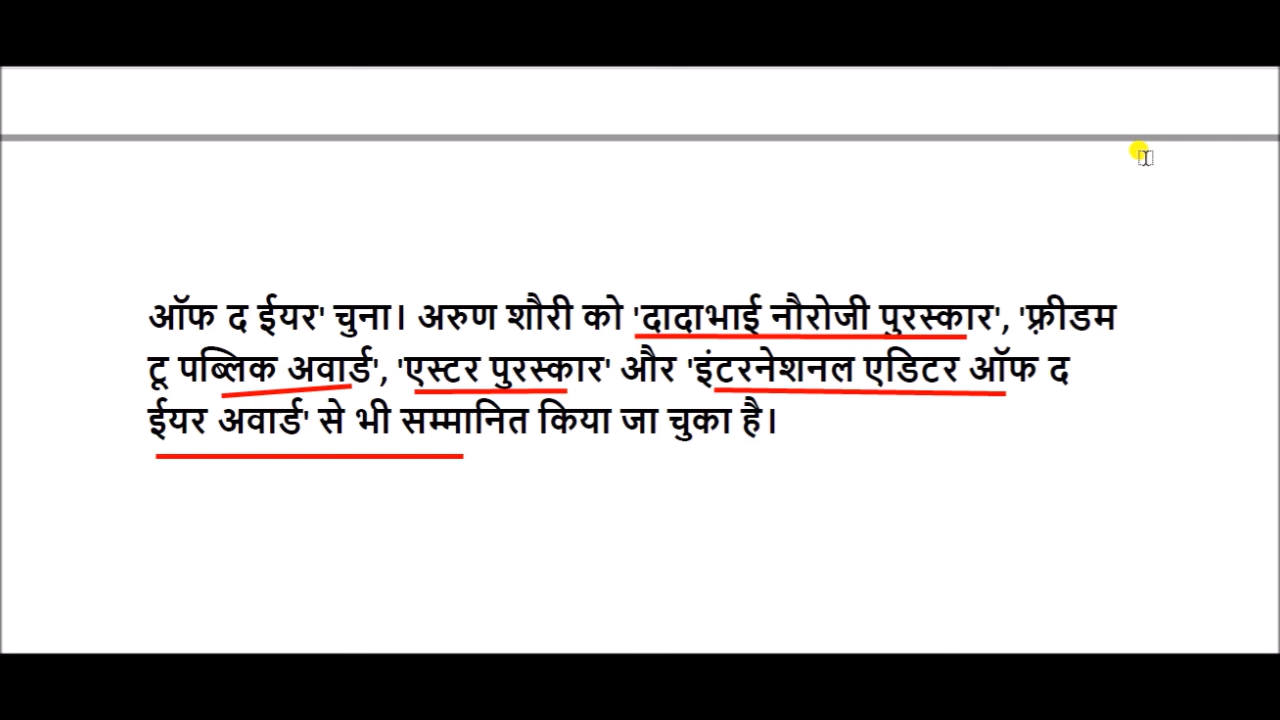 ऑफ द ईयर' चुना। अरुण शौरी को 'दादाभाई नौरोजी पुरस्कार', 'फ़्रीडम
टू पब्लिक अवार्ड', 'एस्टर पुरस्कार' और 'इंटरनेशनल एडिटर ऑफ द
ईयर अवार्ड' से भी सम्मानित किया जा चुका है।